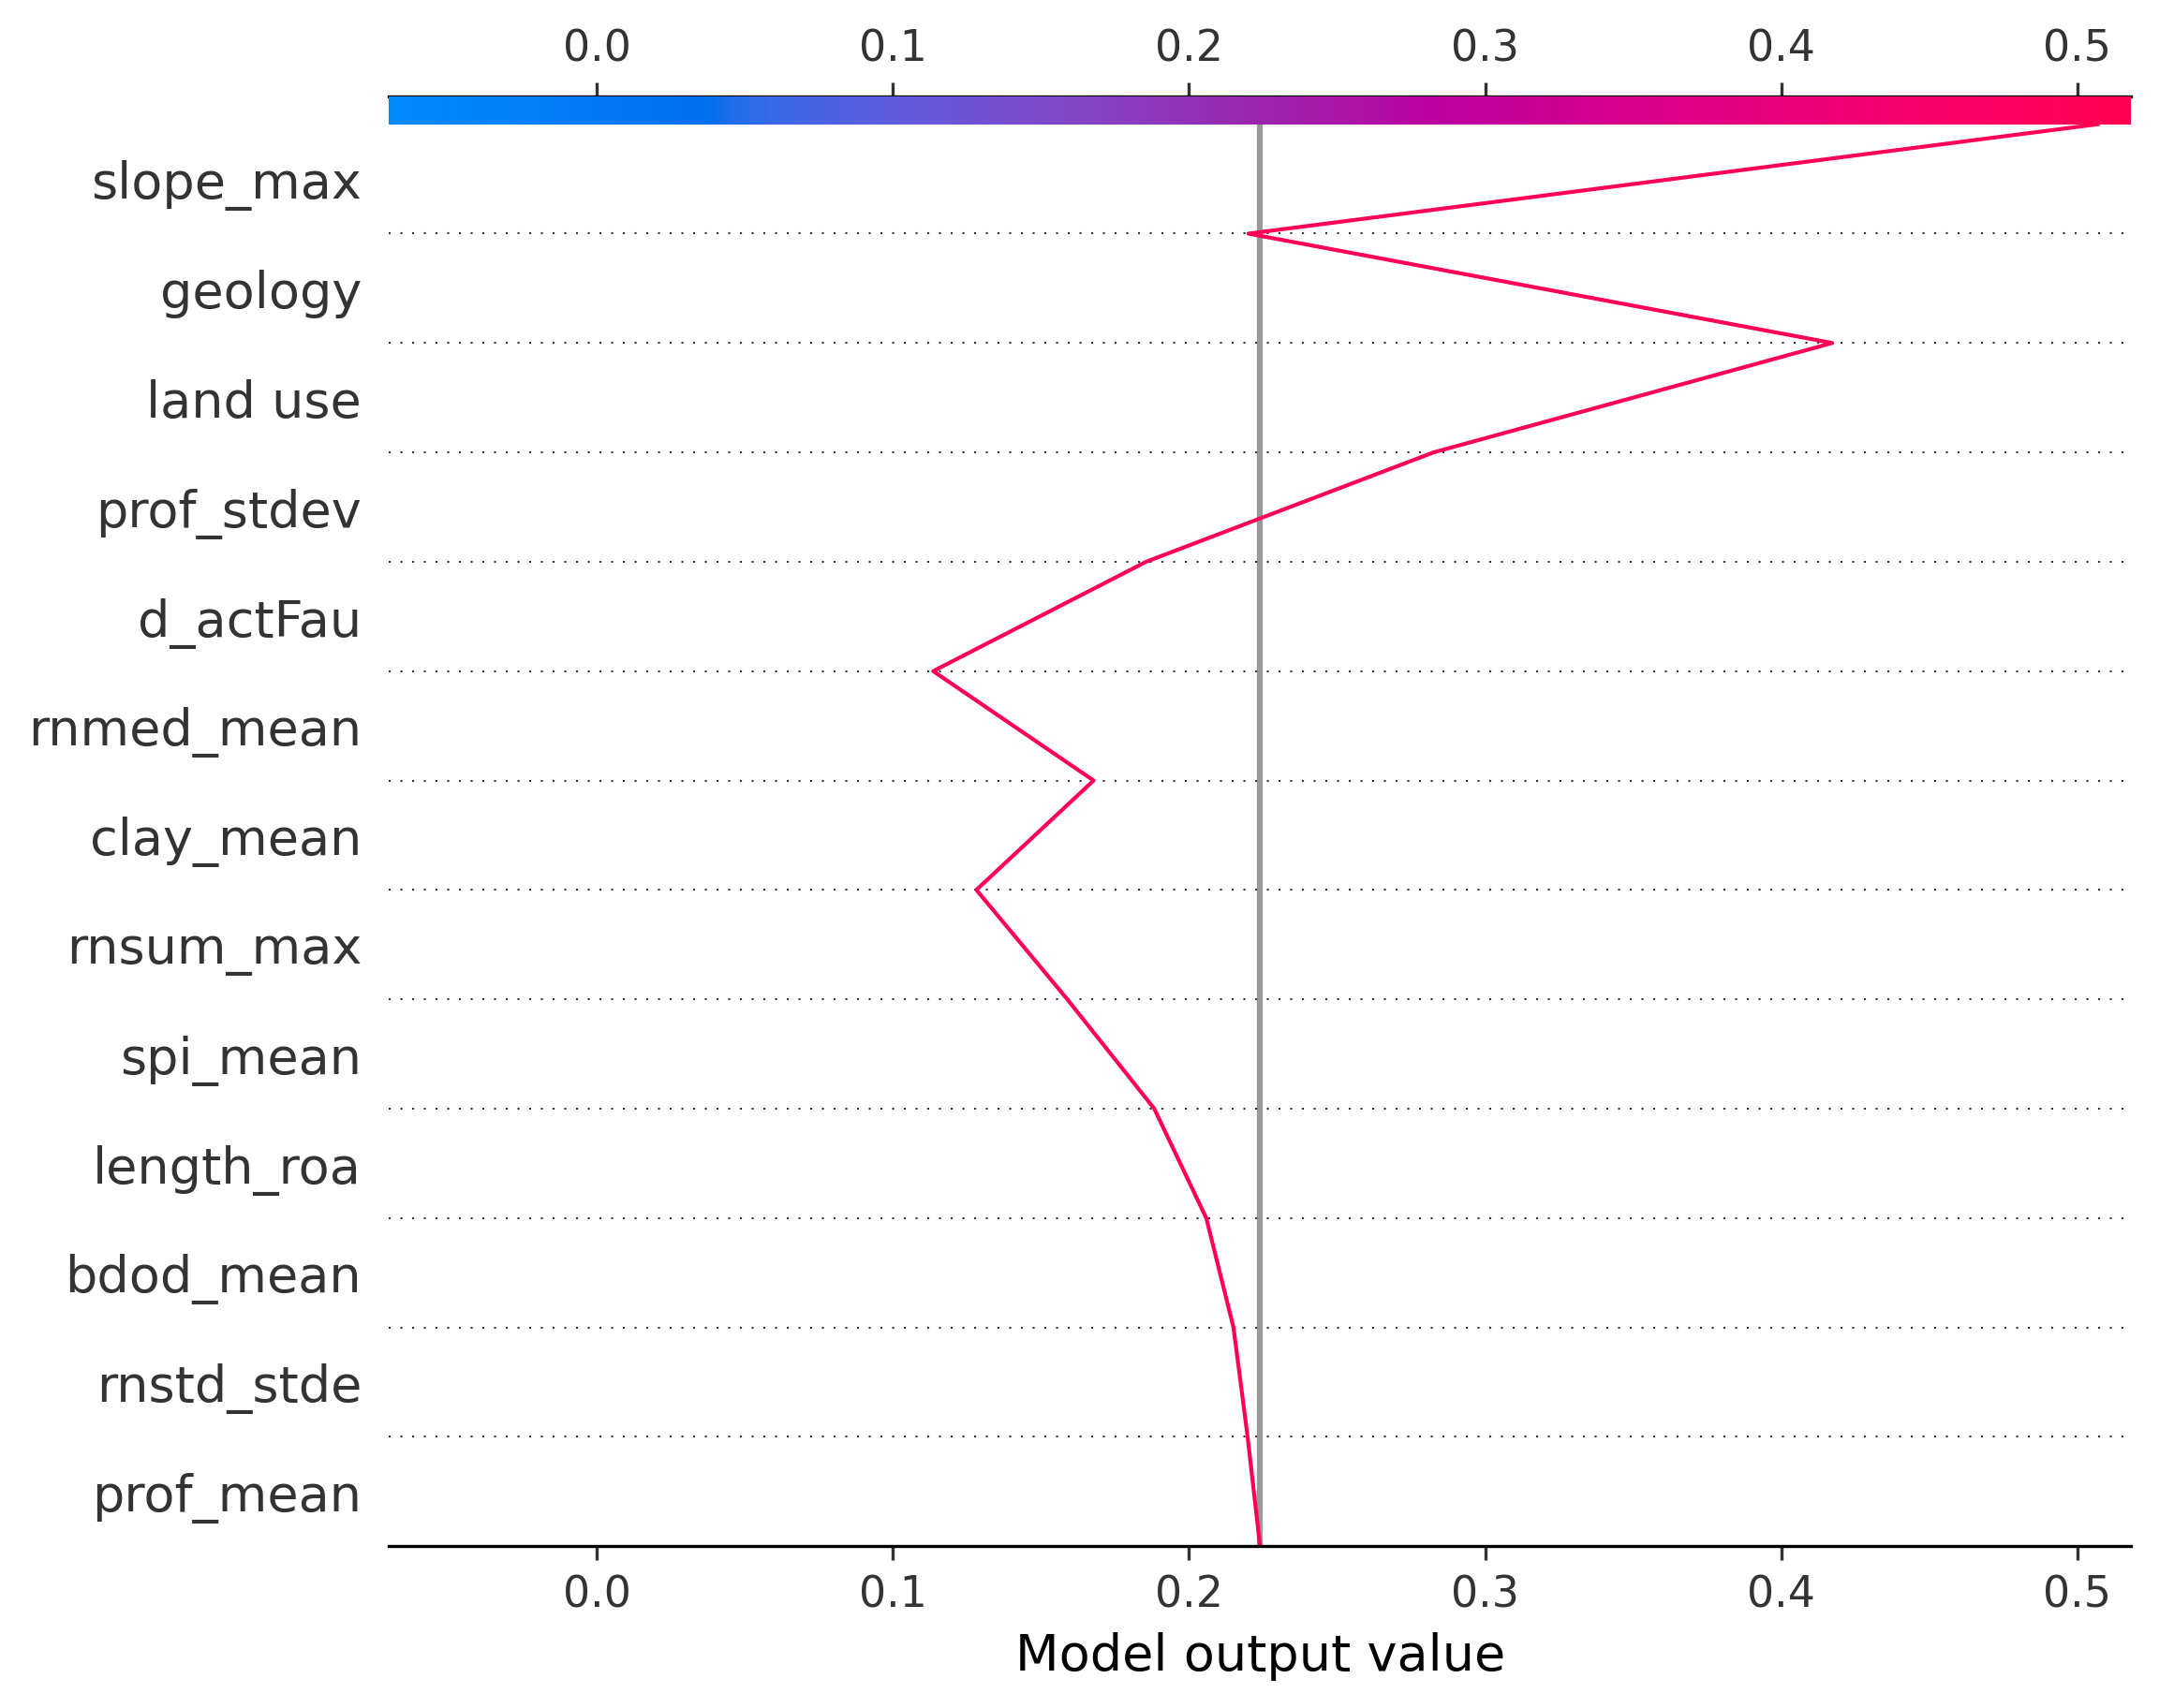 0.0 0.1 0.2 0.3 0.4 0.5
slope_max
geology
land use
prof_stdev
d_actFau
rnmed_mean
clay_mean
rnsum_max
spi_mean
length_roa
bdod_mean
rnstd_stde
prof_mean
0.0 0.1 0.2 0.3 0.4 0.5
Model output value